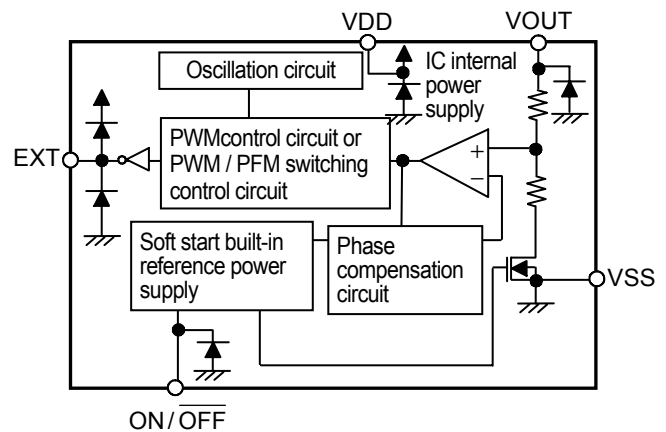 VDD
VOUT
Oscillation circuit
IC internal
power
supply
EXT
PWMcontrol circuit or
PWM / PFM switching
control circuit
+
−
Soft start built-in
reference power
supply
Phase
compensation
circuit
VSS
ON/OFF